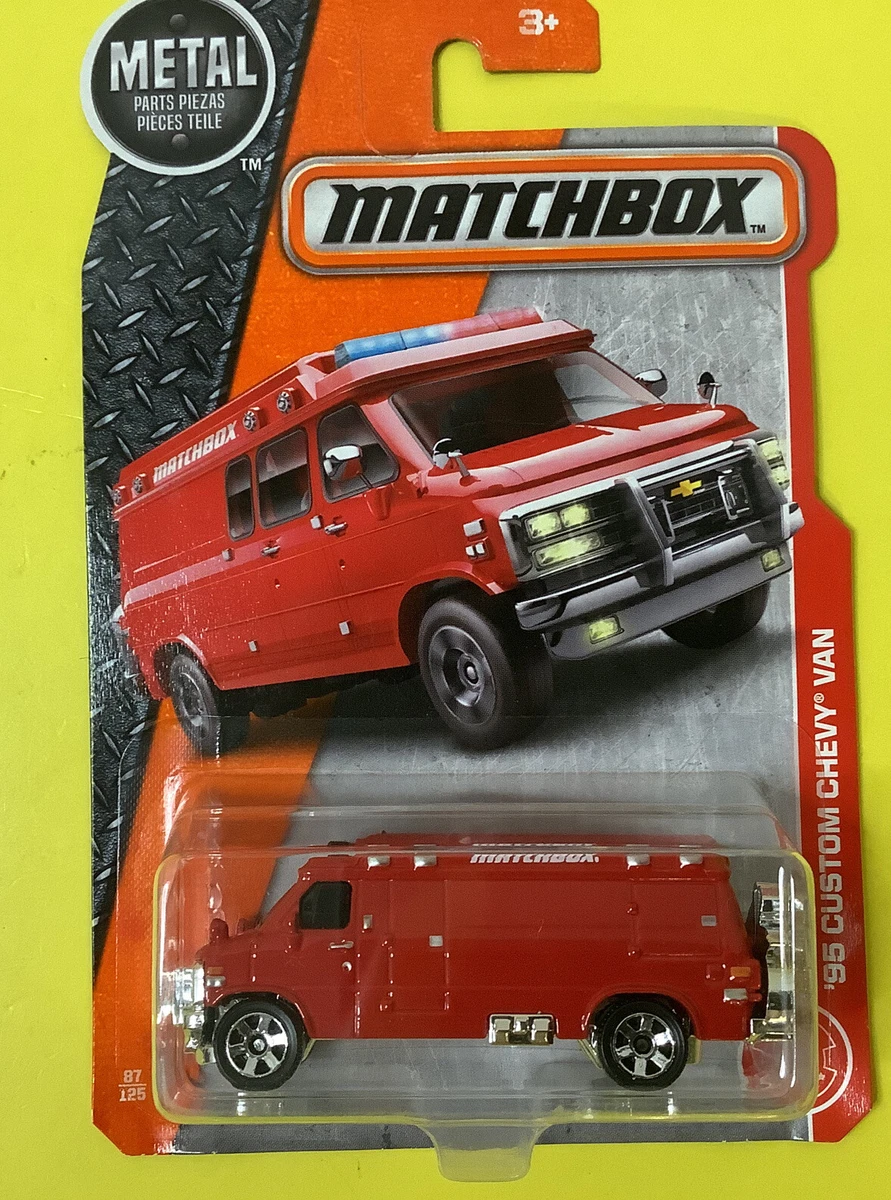 3+
METAL
PARTS PIEZAS
PIÈCES TEILE
TM
MATCHBOX TM
MATCHBOX
'95 CUSTOM CHEVY® VAN
MATCHBOX
87
125